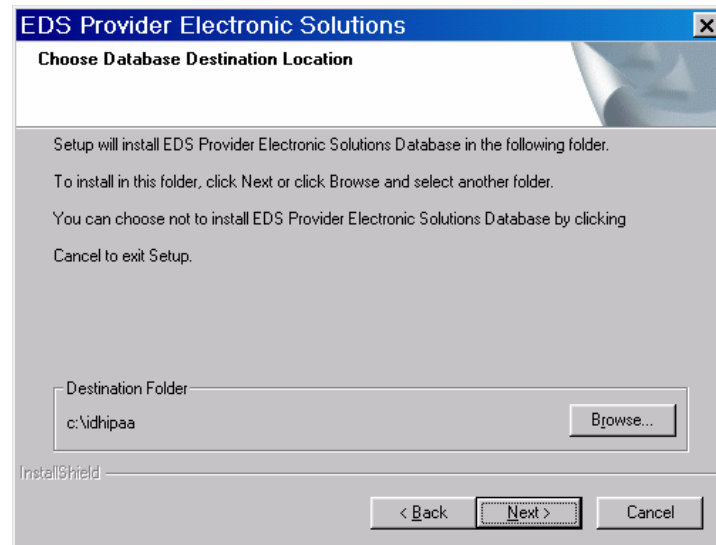 EDS Provider Electronic Solutions
Choose Database Destination Location
Setup will install EDS Provider Electronic Solutions Database in the following folder.
To install in this folder, click Next or click Browse and select another folder.
You can choose not to install EDS Provider Electronic Solutions Database by clicking
Cancel to exit Setup.
Destination Folder
c:\idhipaa
Browse...
InstallShield
< Back
Next >
Cancel